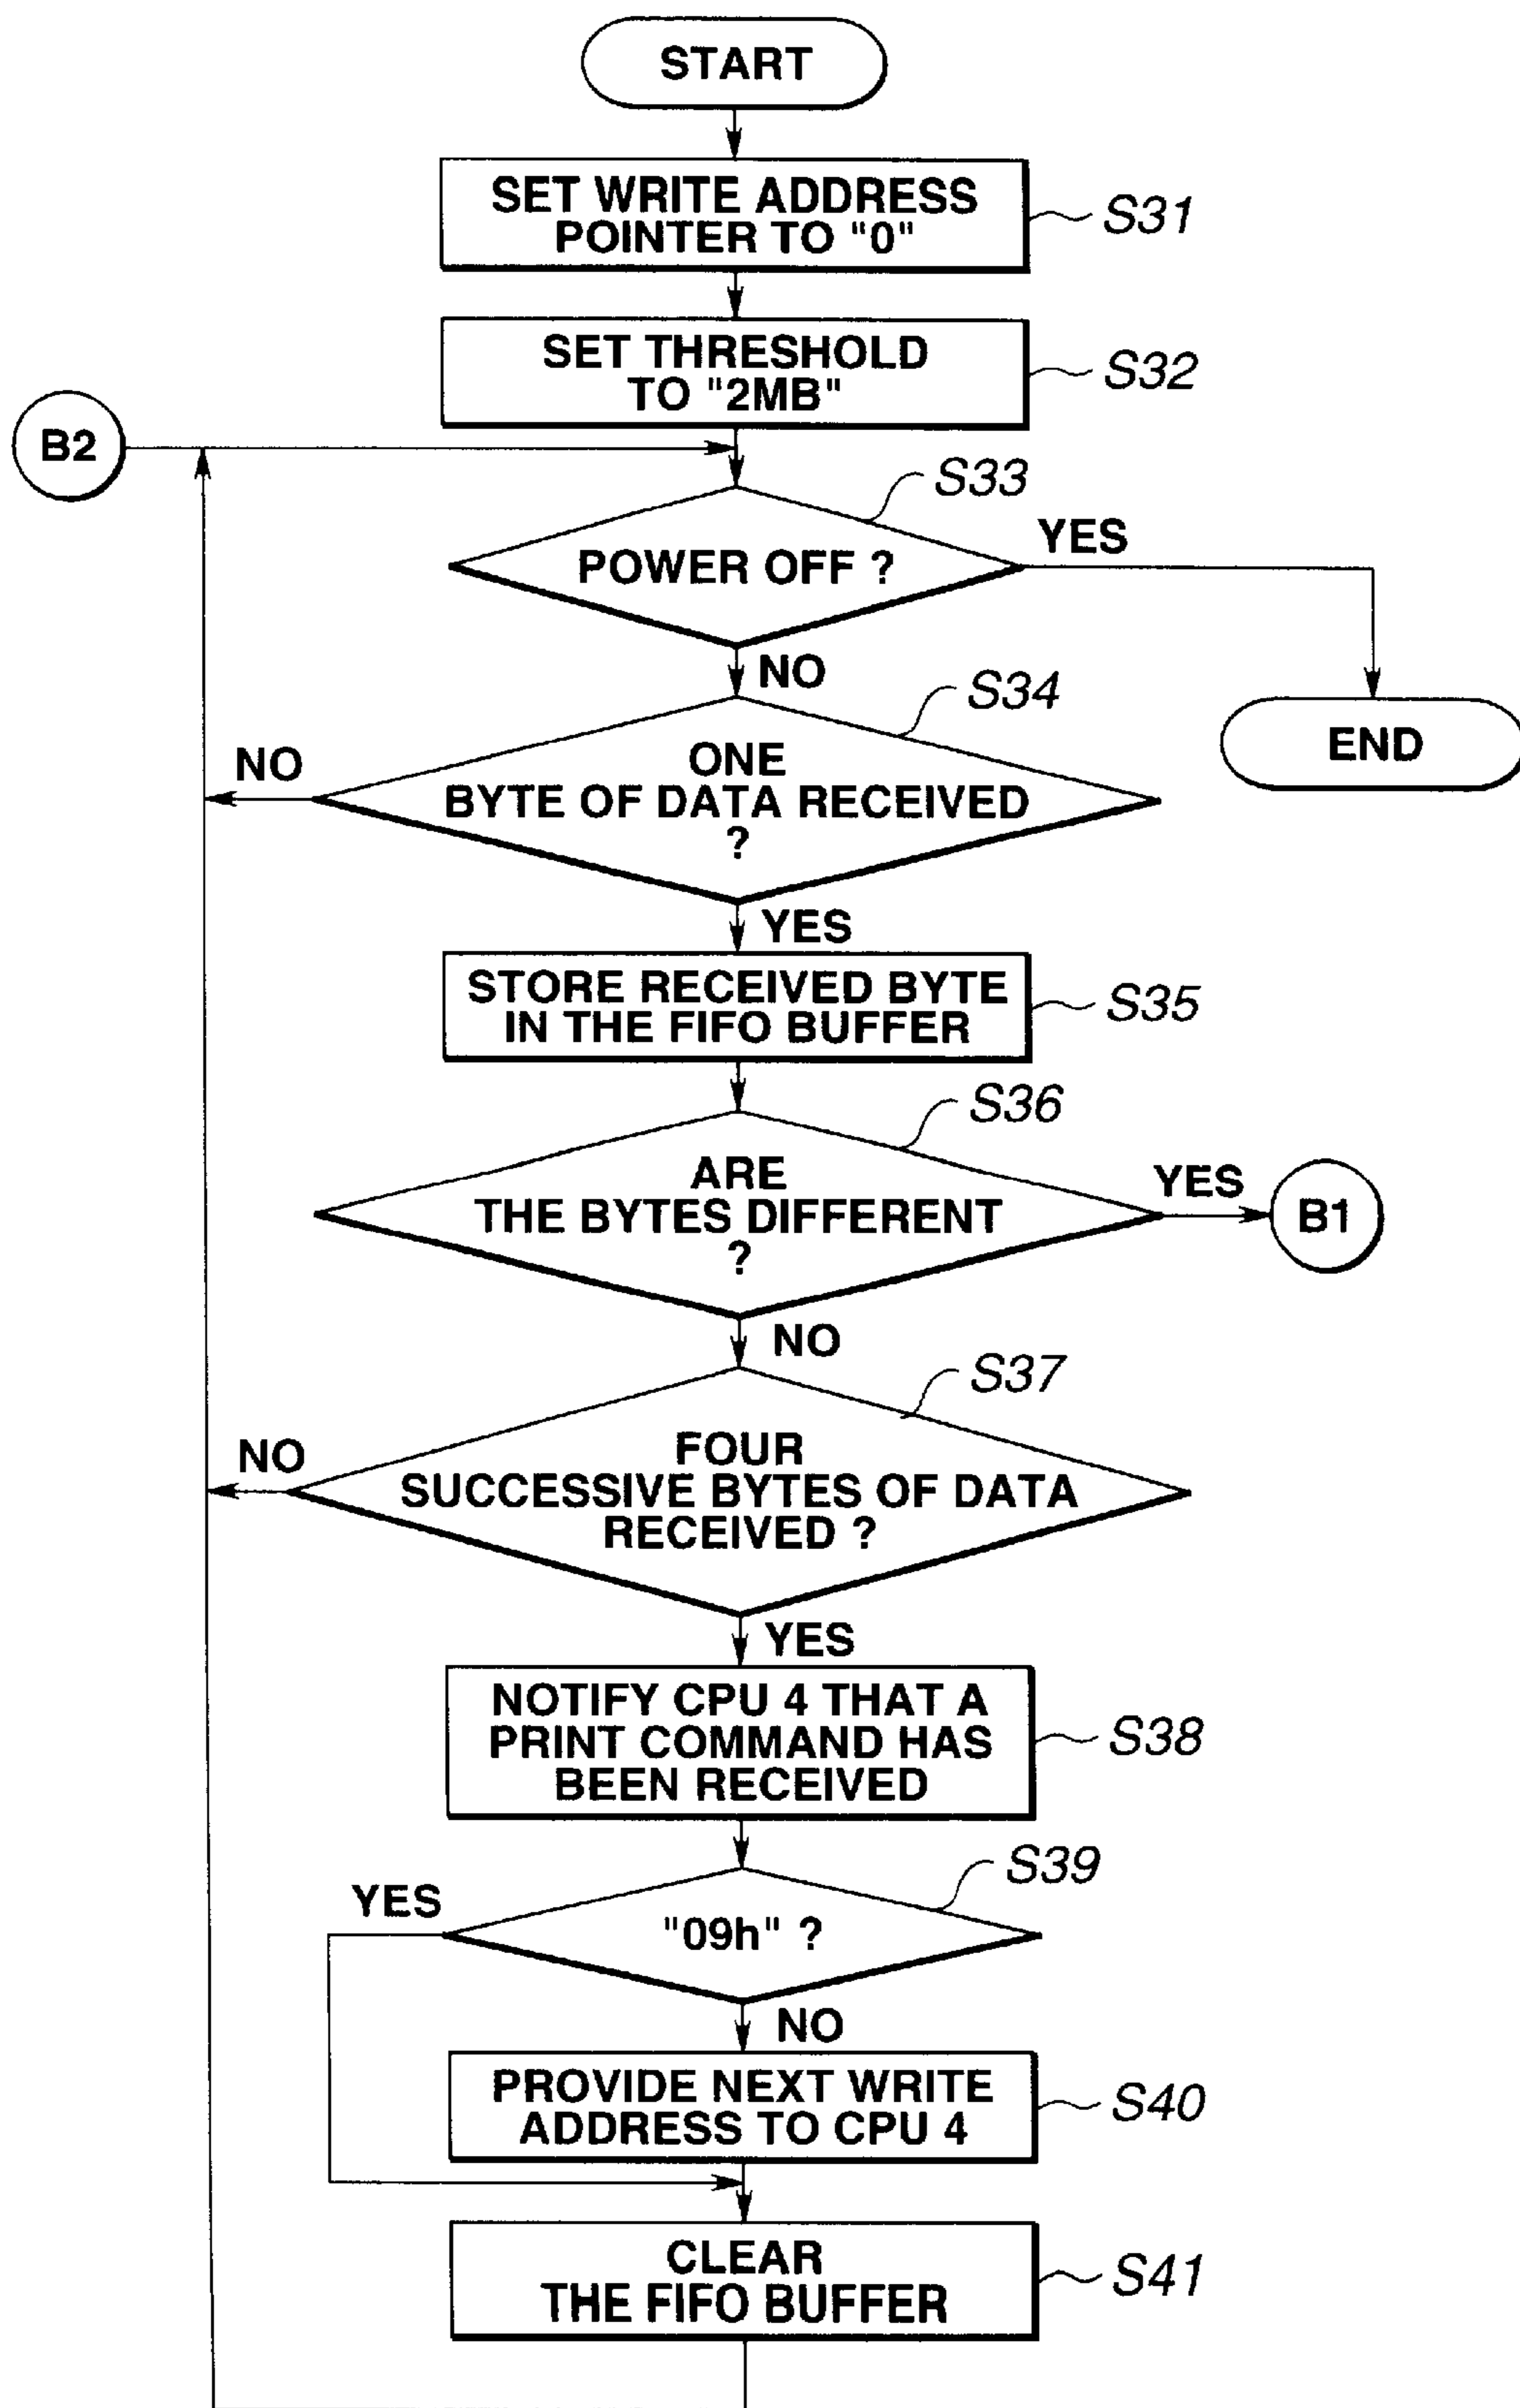 START
SET WRITE ADDRESS
POINTER TO "0"
S31
SET THRESHOLD
TO "2MB"
S32
B2
S33
POWER OFF ?
YES
NO
S34
END
ONE
BYTE OF DATA RECEIVED
?
NO
YES
STORE RECEIVED BYTE
IN THE FIFO BUFFER
S35
S36
ARE
THE BYTES DIFFERENT
?
YES
B1
NO
S37
FOUR
SUCCESSIVE BYTES OF DATA
RECEIVED ?
NO
YES
NOTIFY CPU 4 THAT A
PRINT COMMAND HAS
BEEN RECEIVED
S38
S39
YES
"09h" ?
NO
PROVIDE NEXT WRITE
ADDRESS TO CPU 4
S40
CLEAR
THE FIFO BUFFER
S41